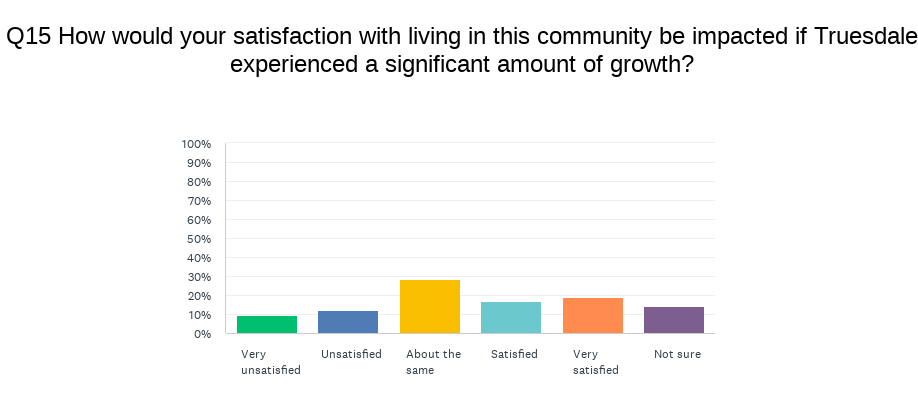 Q15 How would your satisfaction with living in this community be impacted if Truesdale
experienced a significant amount of growth?
100%
90%
80%
70%
60%
50%
40%
30%
20%
10%
0%
Very
unsatisfied
Unsatisfied
About the
same
Satisfied
Very
satisfied
Not sure